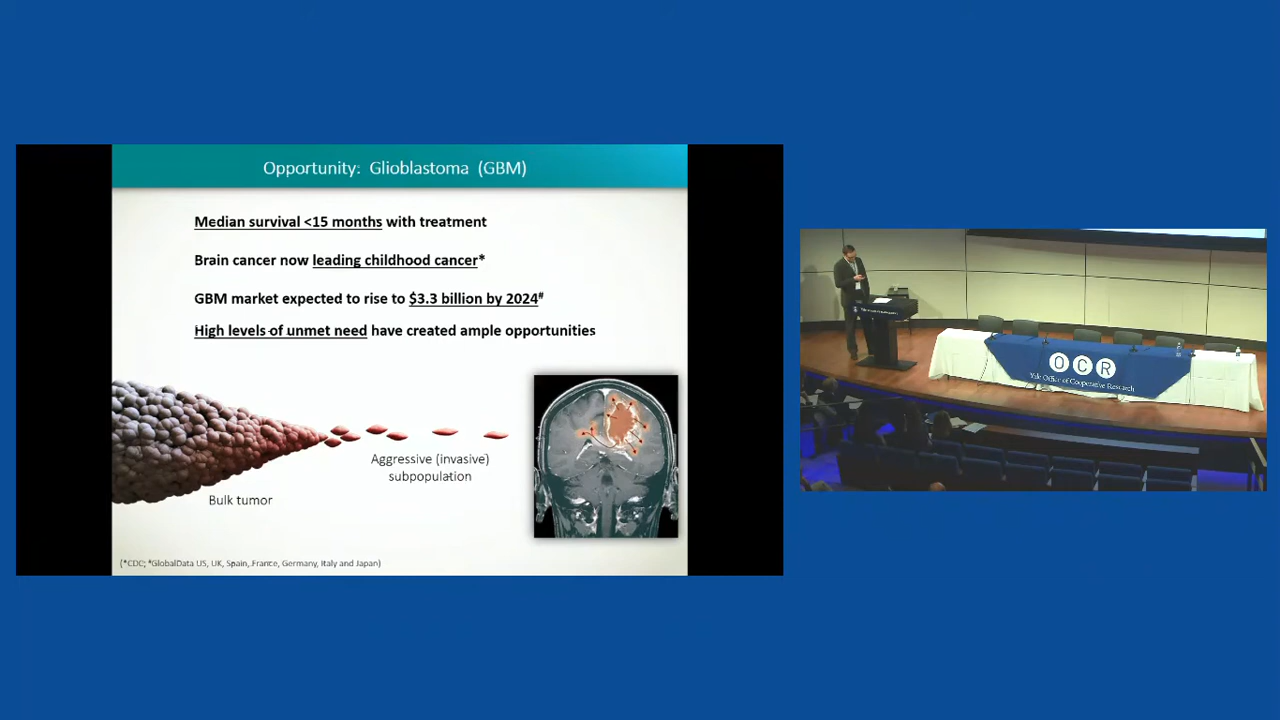 Opportunity: Glioblastoma (GBM)
Median survival <15 months with treatment
Brain cancer now leading childhood cancer*
GBM market expected to rise to $3.3 billion by 2024#
High levels of unmet need have created ample opportunities
Aggressive (invasive)
subpopulation
Bulk tumor
(*CDC; #GlobalData US, UK, Spain, France, Germany, Italy and Japan)
OCR
Yale Office of Cooperative Research